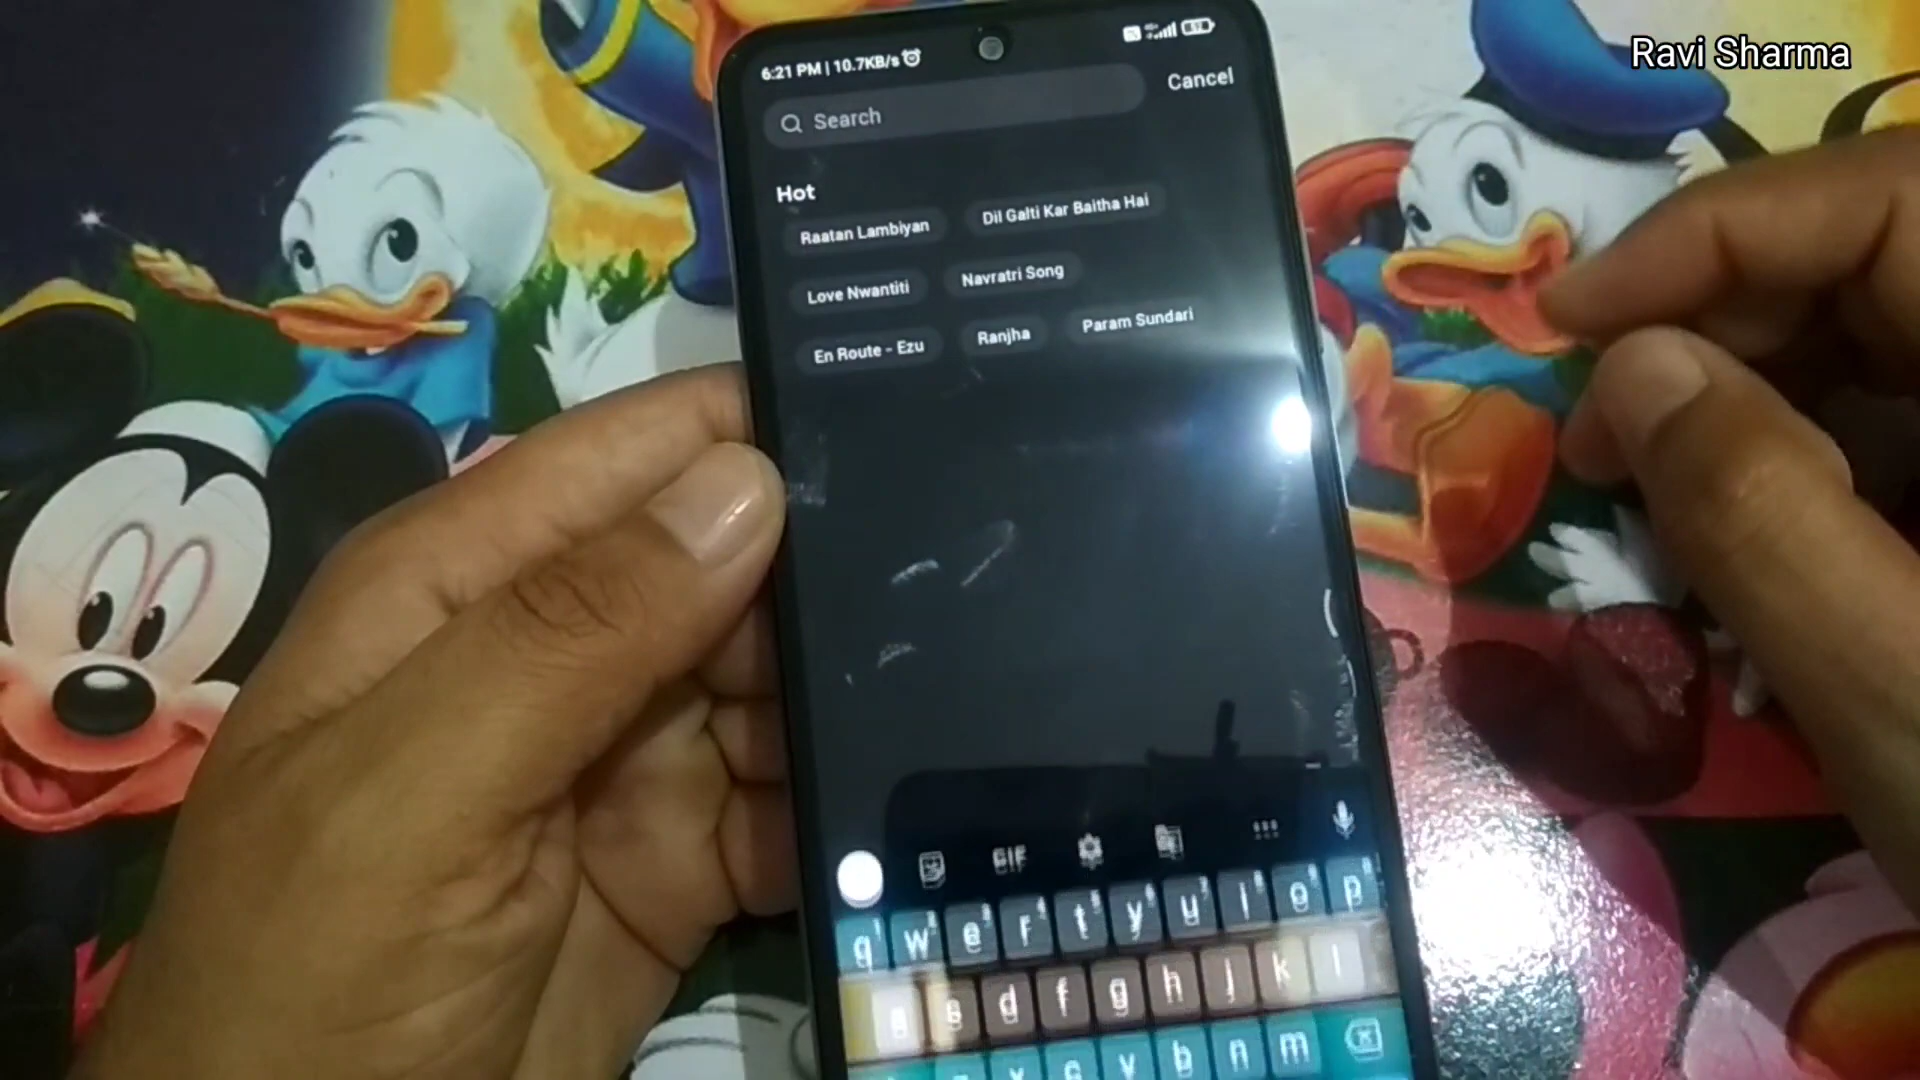 Ravi Sharma
6:21 PM | 10.7KB/s
Cancel
Search
Hot
Raatan Lambiyan
Dil Galti Kar Baitha Hai
Love Nwantiti
Navratri Song
En Route - Ezu
Ranjha
Param Sundari
GIF
q w e r t y u i o p
a s d f g h j k l
z x c v b n m